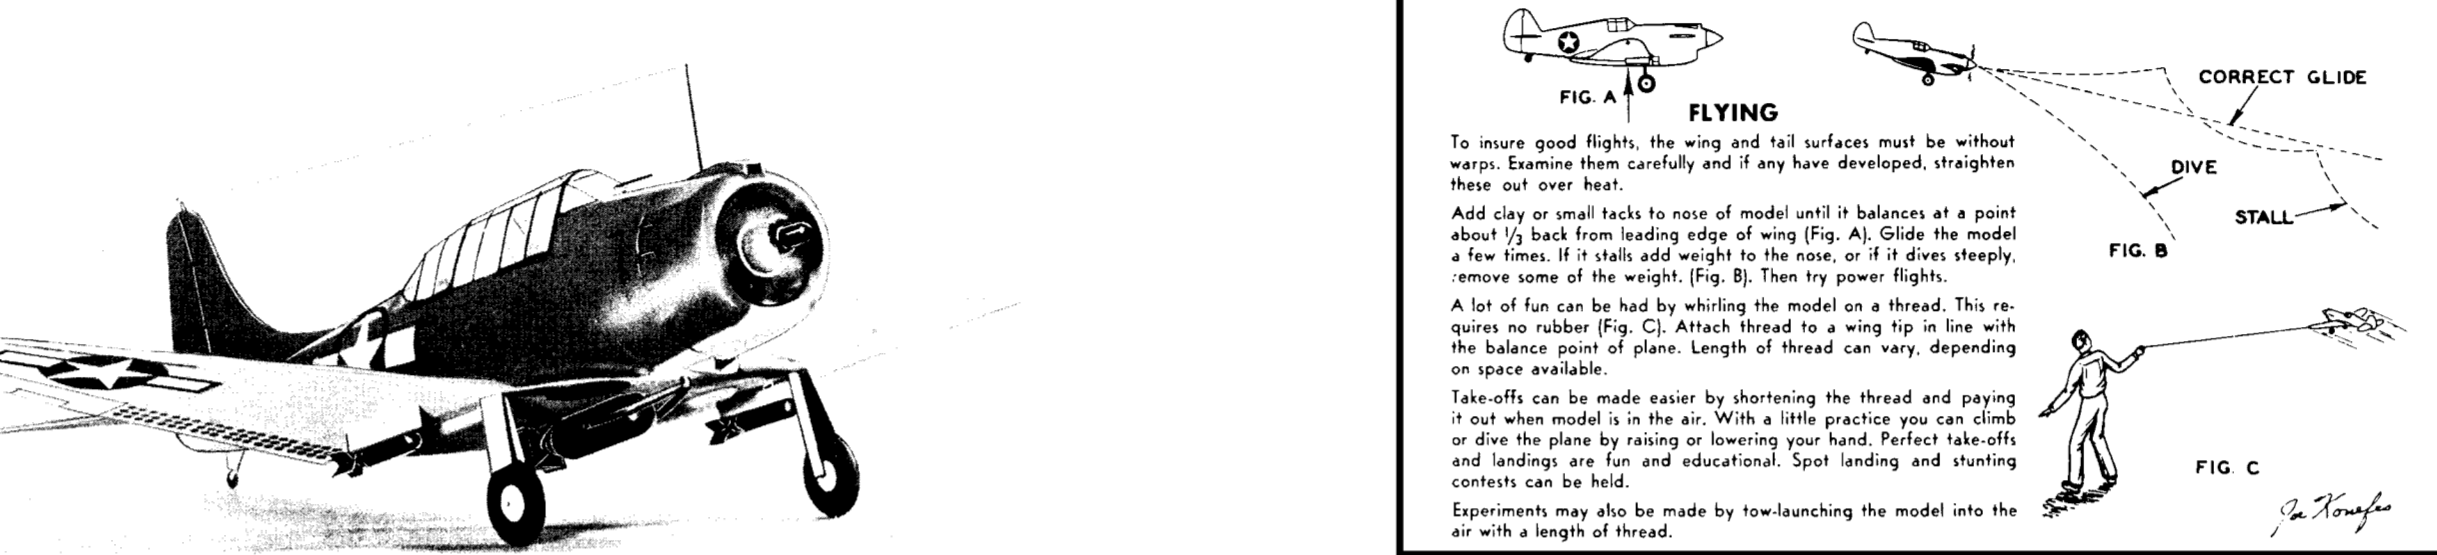 FIG. A
CORRECT GLIDE
DIVE
STALL
FIG. B
FLYING
To insure good flights, the wing and tail surfaces must be without
warps. Examine them carefully and if any have developed, straighten
these out over heat.
Add clay or small tacks to nose of model until it balances at a point
about 1/3 back from leading edge of wing (Fig. A). Glide the model
a few times. If it stalls add weight to the nose, or if it dives steeply,
remove some of the weight. (Fig. B). Then try power flights.
A lot of fun can be had by whirling the model on a thread. This re-
quires no rubber (Fig. C). Attach thread to a wing tip in line with
the balance point of plane. Length of thread can vary, depending
on space available.
Take-offs can be made easier by shortening the thread and paying
it out when model is in the air. With a little practice you can climb
or dive the plane by raising or lowering your hand. Perfect take-offs
and landings are fun and educational. Spot landing and stunting
contests can be held.
Experiments may also be made by tow-launching the model into the
air with a length of thread.
FIG. C
Joe Konefes